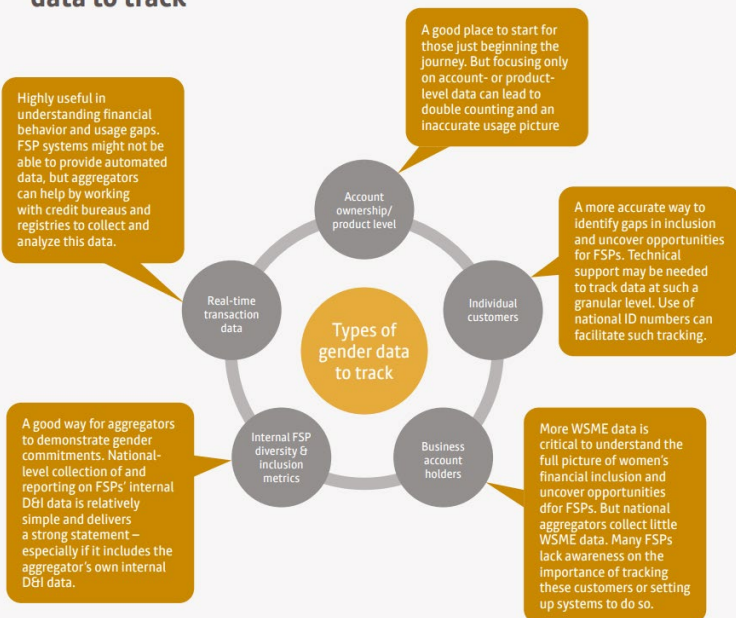 data to track
A good place to start for
those just beginning the
journey. But focusing only
on account- or product-
level data can lead to
double counting and an
inaccurate usage picture
Highly useful in
understanding financial
behavior and usage gaps.
FSP systems might not be
able to provide automated
data, but aggregators
can help by working
with credit bureaus and
registries to collect and
analyze this data.
Account
ownership/
product level
A more accurate way to
identify gaps in inclusion
and uncover opportunities
for FSPs. Technical
support may be needed
to track data at such a
granular level. Use of
national ID numbers can
facilitate such tracking.
Real-time
transaction
data
Individual
customers
Types of
gender data
to track
A good way for aggregators
to demonstrate gender
commitments. National-
level collection of and
reporting on FSPs’ internal
D&I data is relatively
simple and delivers
a strong statement –
especially if it includes the
aggregator’s own internal
D&I data.
Internal FSP
diversity &
inclusion
metrics
Business
account
holders
More WSME data is
critical to understand the
full picture of women’s
financial inclusion and
uncover opportunities
dfor FSPs. But national
aggregators collect little
WSME data. Many FSPs
lack awareness on the
importance of tracking
these customers or setting
up systems to do so.